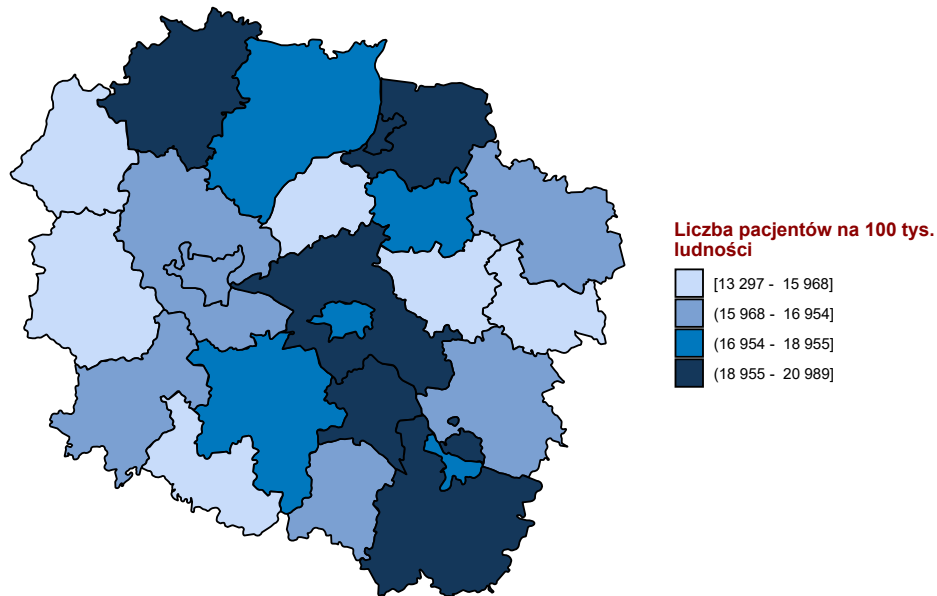 Liczba pacjentów na 100 tys.
ludności
[13 297 - 15 968]
(15 968 - 16 954]
(16 954 - 18 955]
(18 955 - 20 989]